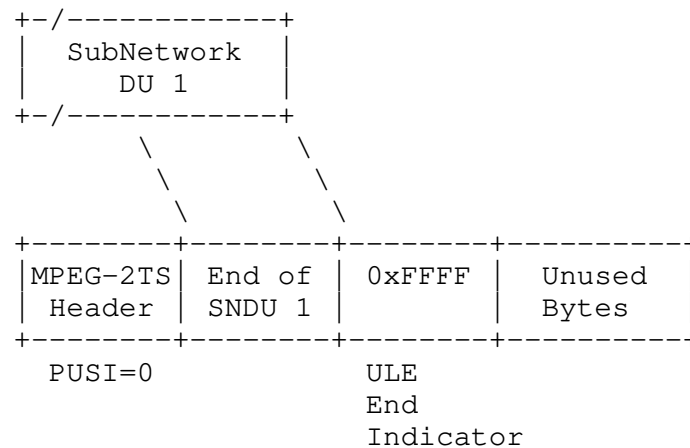 +-/------------+
|  SubNetwork  |
|     DU 1     |
+-/------------+
        \        \
         \        \
          \        \
+--------+--------+--------+----------
|MPEG-2TS| End of | 0xFFFF |  Unused  |
| Header | SNDU 1 |        |  Bytes   |
+--------+--------+--------+----------
  PUSI=0            ULE
                    End
                    Indicator